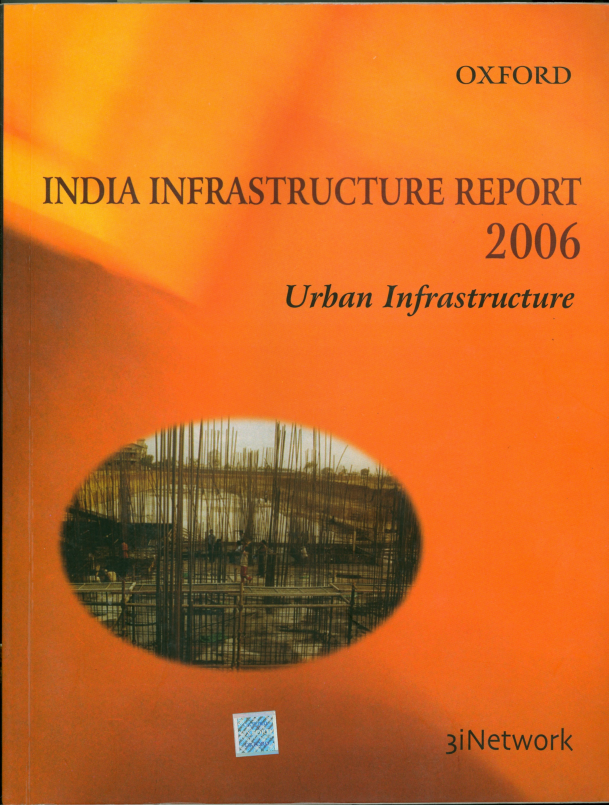 OXFORD
INDIA INFRASTRUCTURE REPORT
2006
Urban Infrastructure
3iNetwork